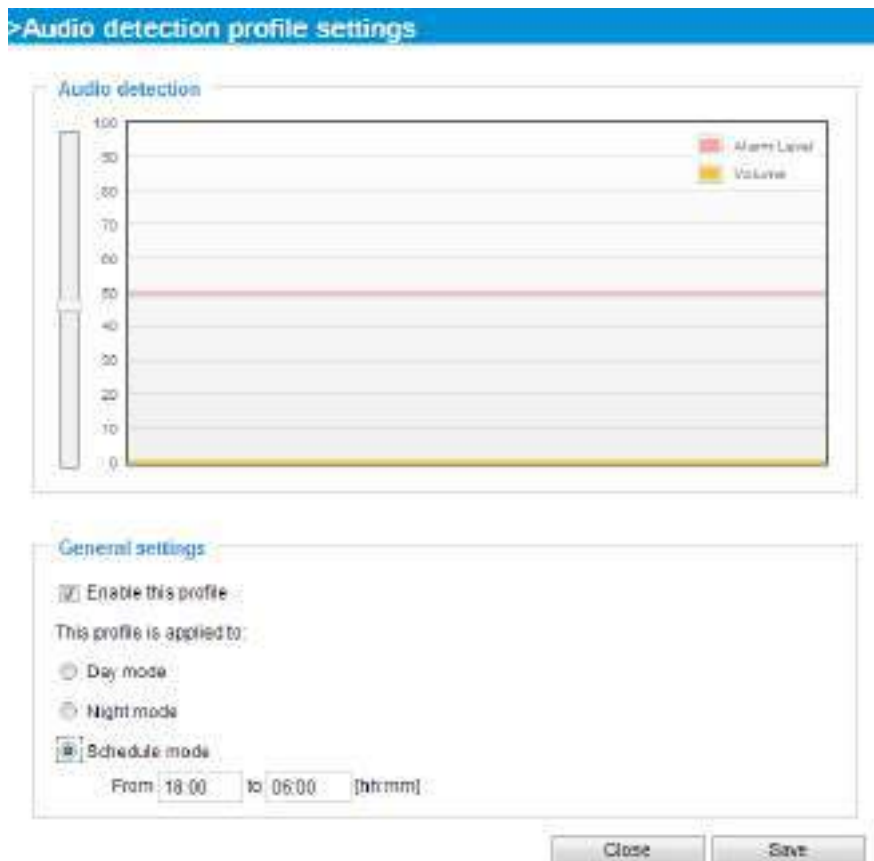 >Audio detection profile settings
Audio detection
100
90
80
70
60
50
40
30
20
10
0
Alarm Level
Volume
General settings
Enable this profile
This profile is applied to:
Day mode
Night mode
Schedule mode
From 18:00 to 06:00 [hh:mm]
Close Save